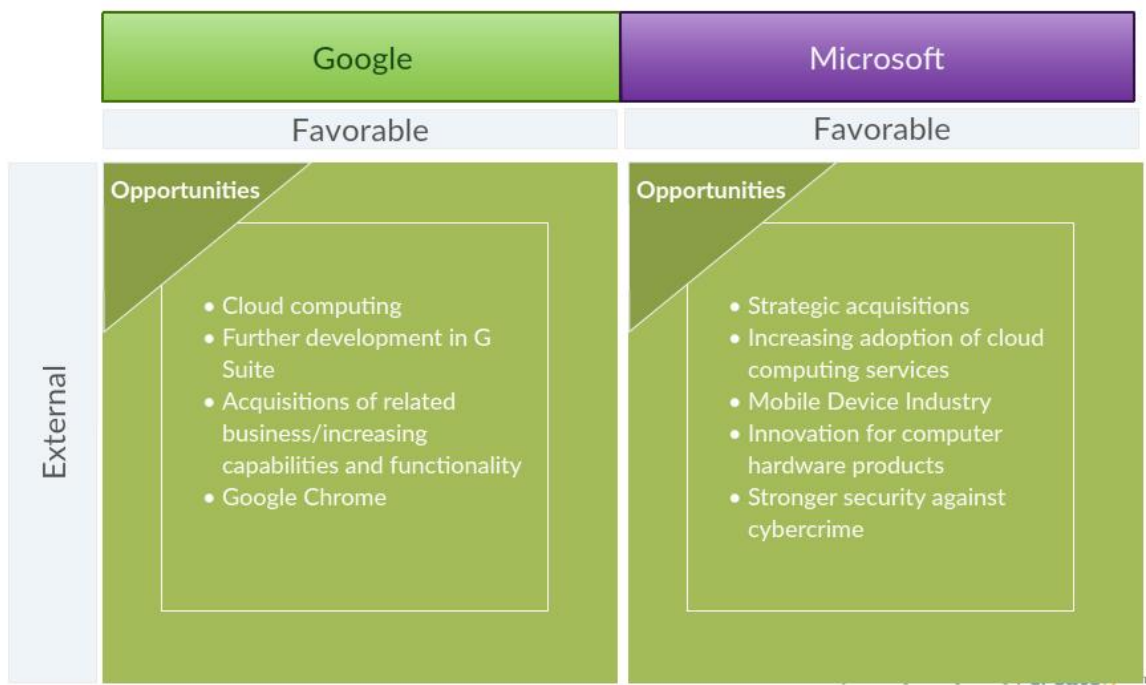 Google
Microsoft
Favorable
Favorable
External
Opportunities
• Cloud computing
• Further development in G
Suite
• Acquisitions of related
business/increasing
capabilities and functionality
• Google Chrome
Opportunities
• Strategic acquisitions
• Increasing adoption of cloud
computing services
• Mobile Device Industry
• Innovation for computer
hardware products
• Stronger security against
cybercrime